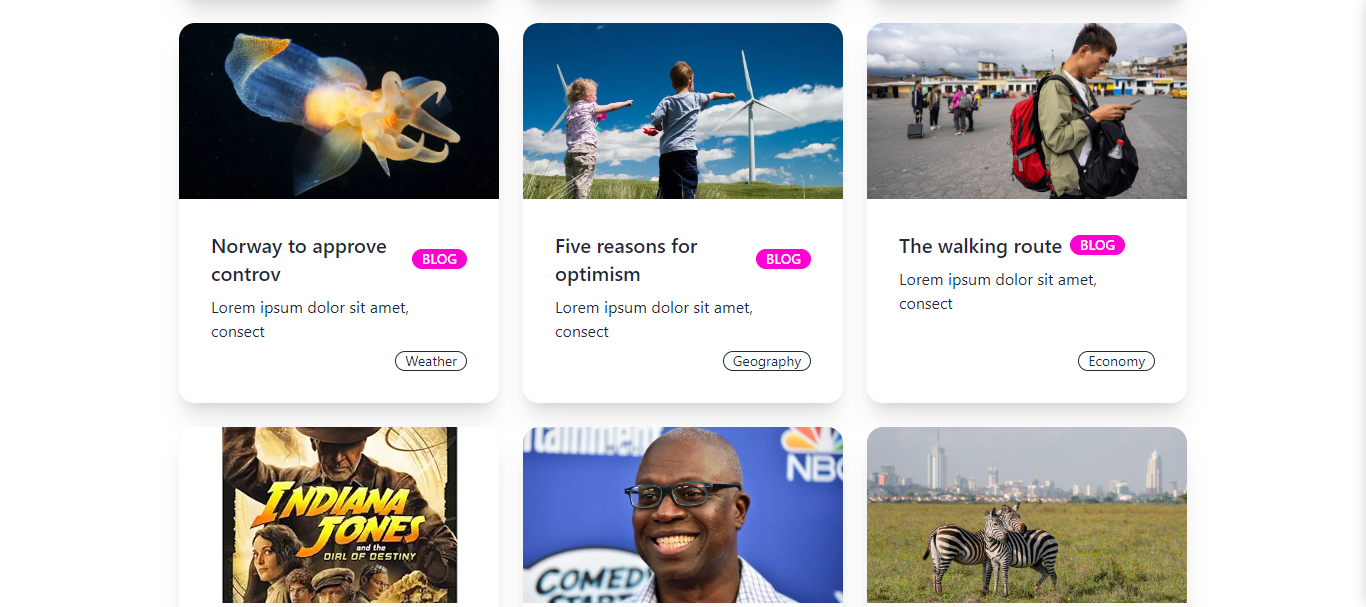 Norway to approve
controv
BLOG
Lorem ipsum dolor sit amet,
consect
Weather
Five reasons for
optimism
BLOG
Lorem ipsum dolor sit amet,
consect
Geography
The walking route
BLOG
Lorem ipsum dolor sit amet,
consect
Economy
INDIANA
JONES
and the
DIAL OF DESTINY
NBC
COMEDY